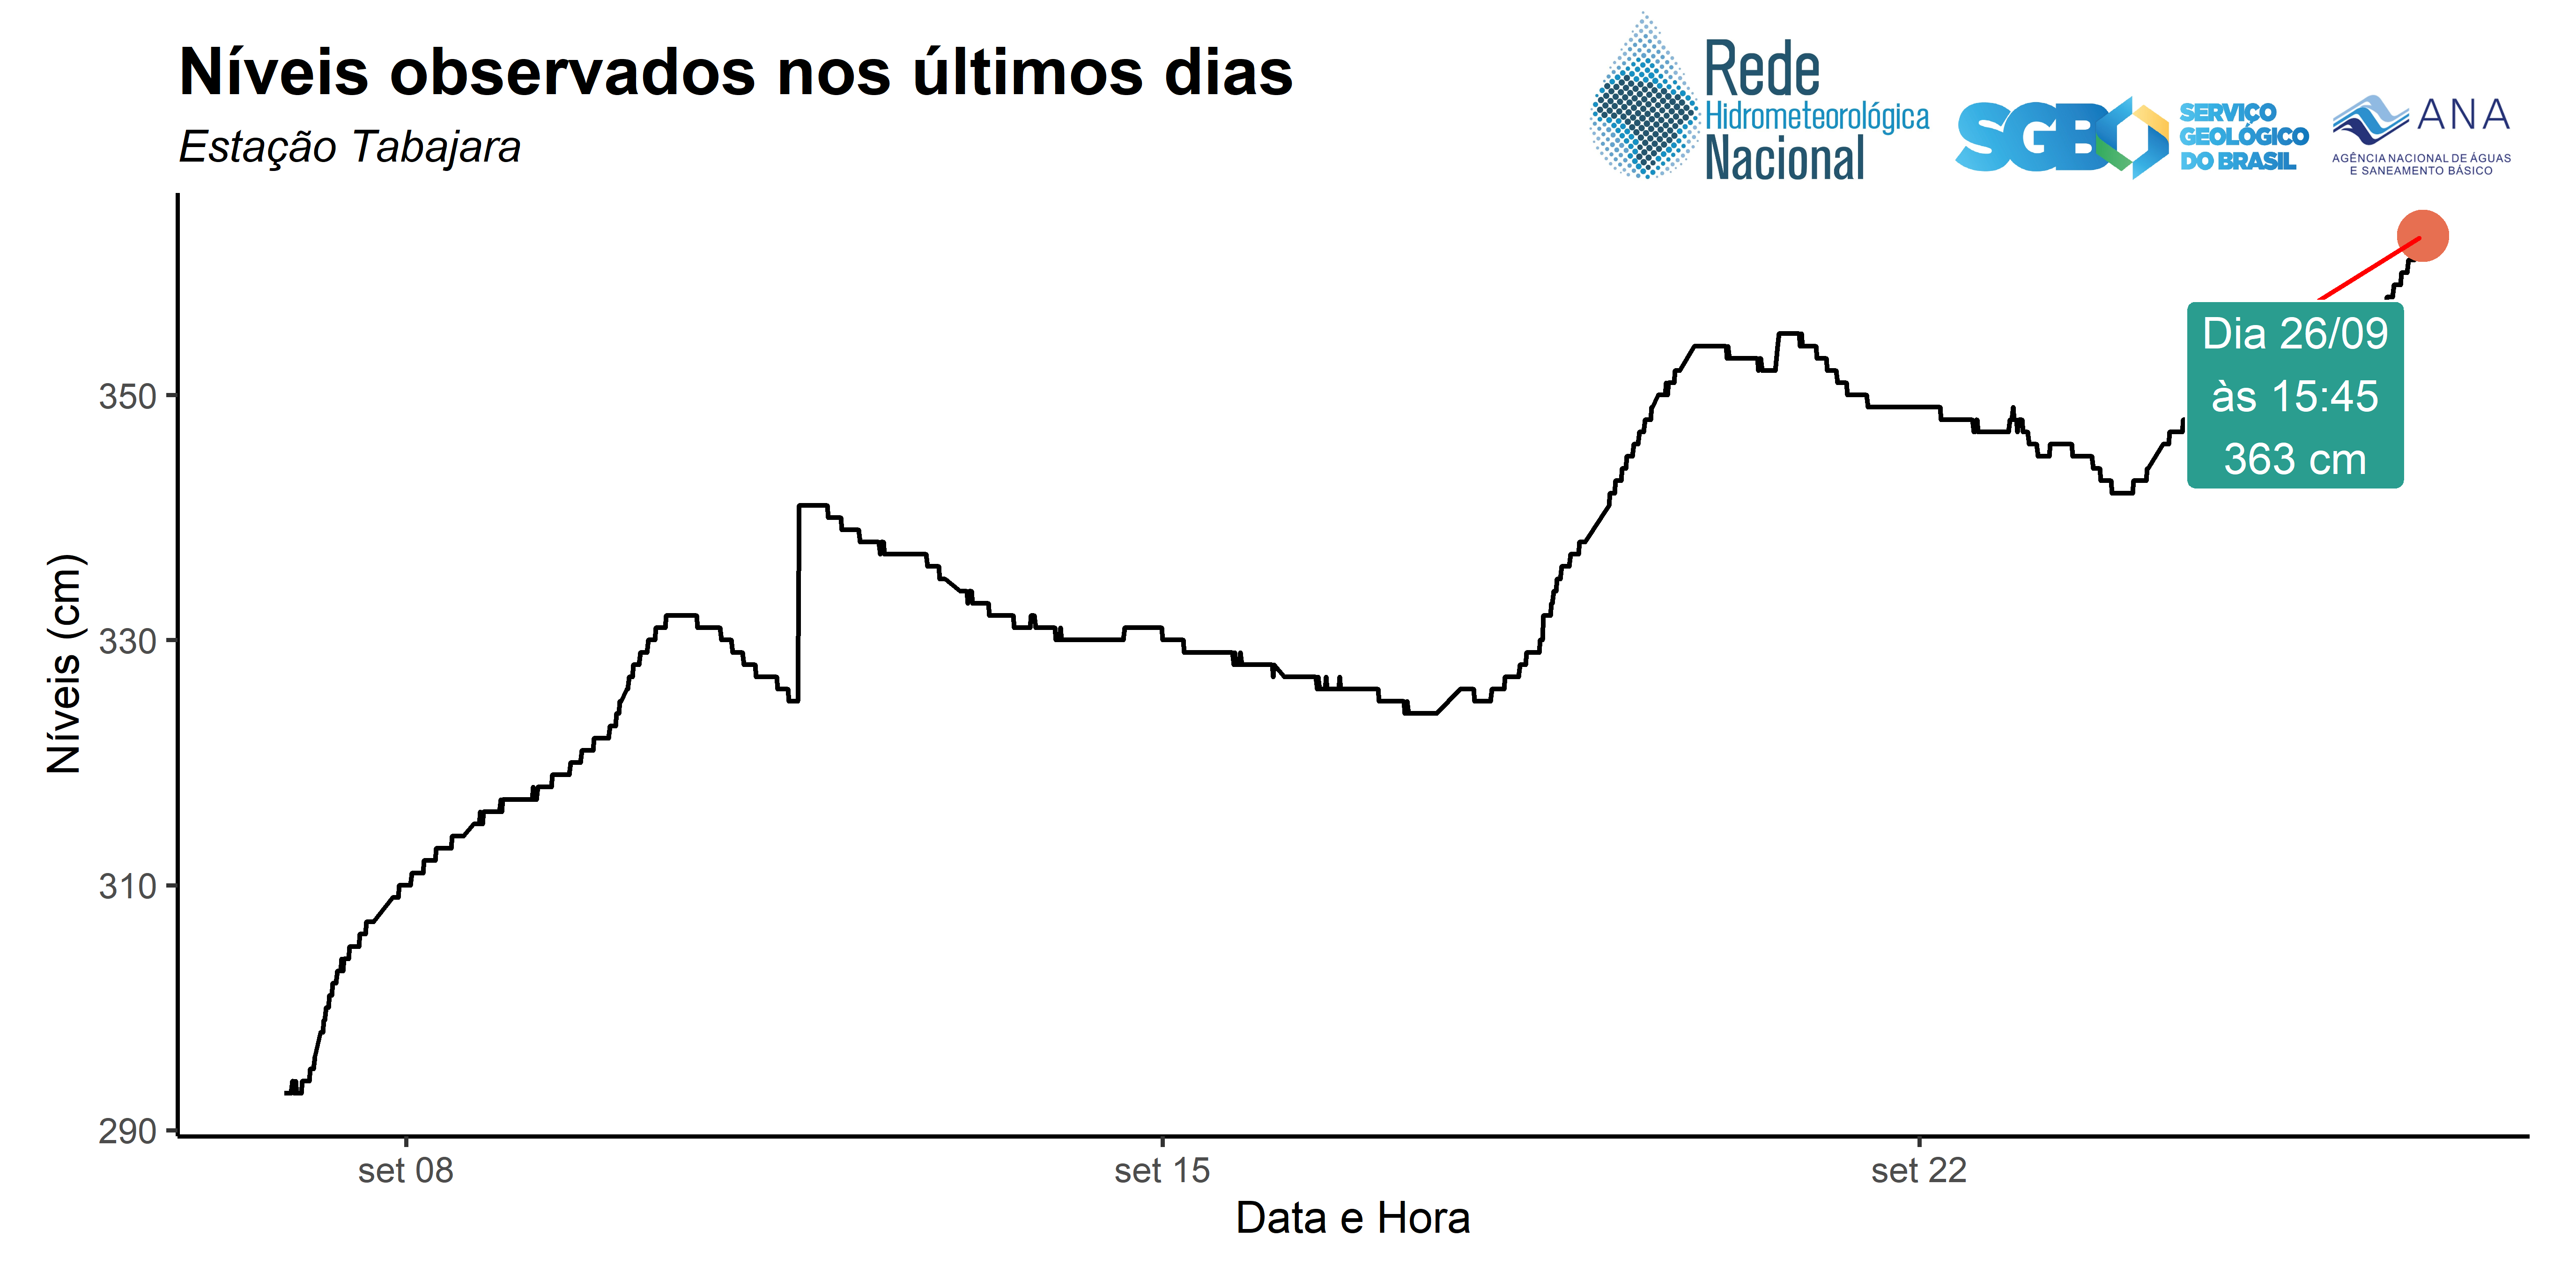 Níveis observados nos últimos dias
Estação Tabajara
Rede
Hidrometeorológica
Nacional
SGB
SERVIÇO
GEOLÓGICO
DO BRASIL
ANA
AGÊNCIA NACIONAL DE ÁGUAS
E SANEAMENTO BÁSICO
Dia 26/09
às 15:45
363 cm
350
330
310
290
Níveis (cm)
set 08
set 15
set 22
Data e Hora